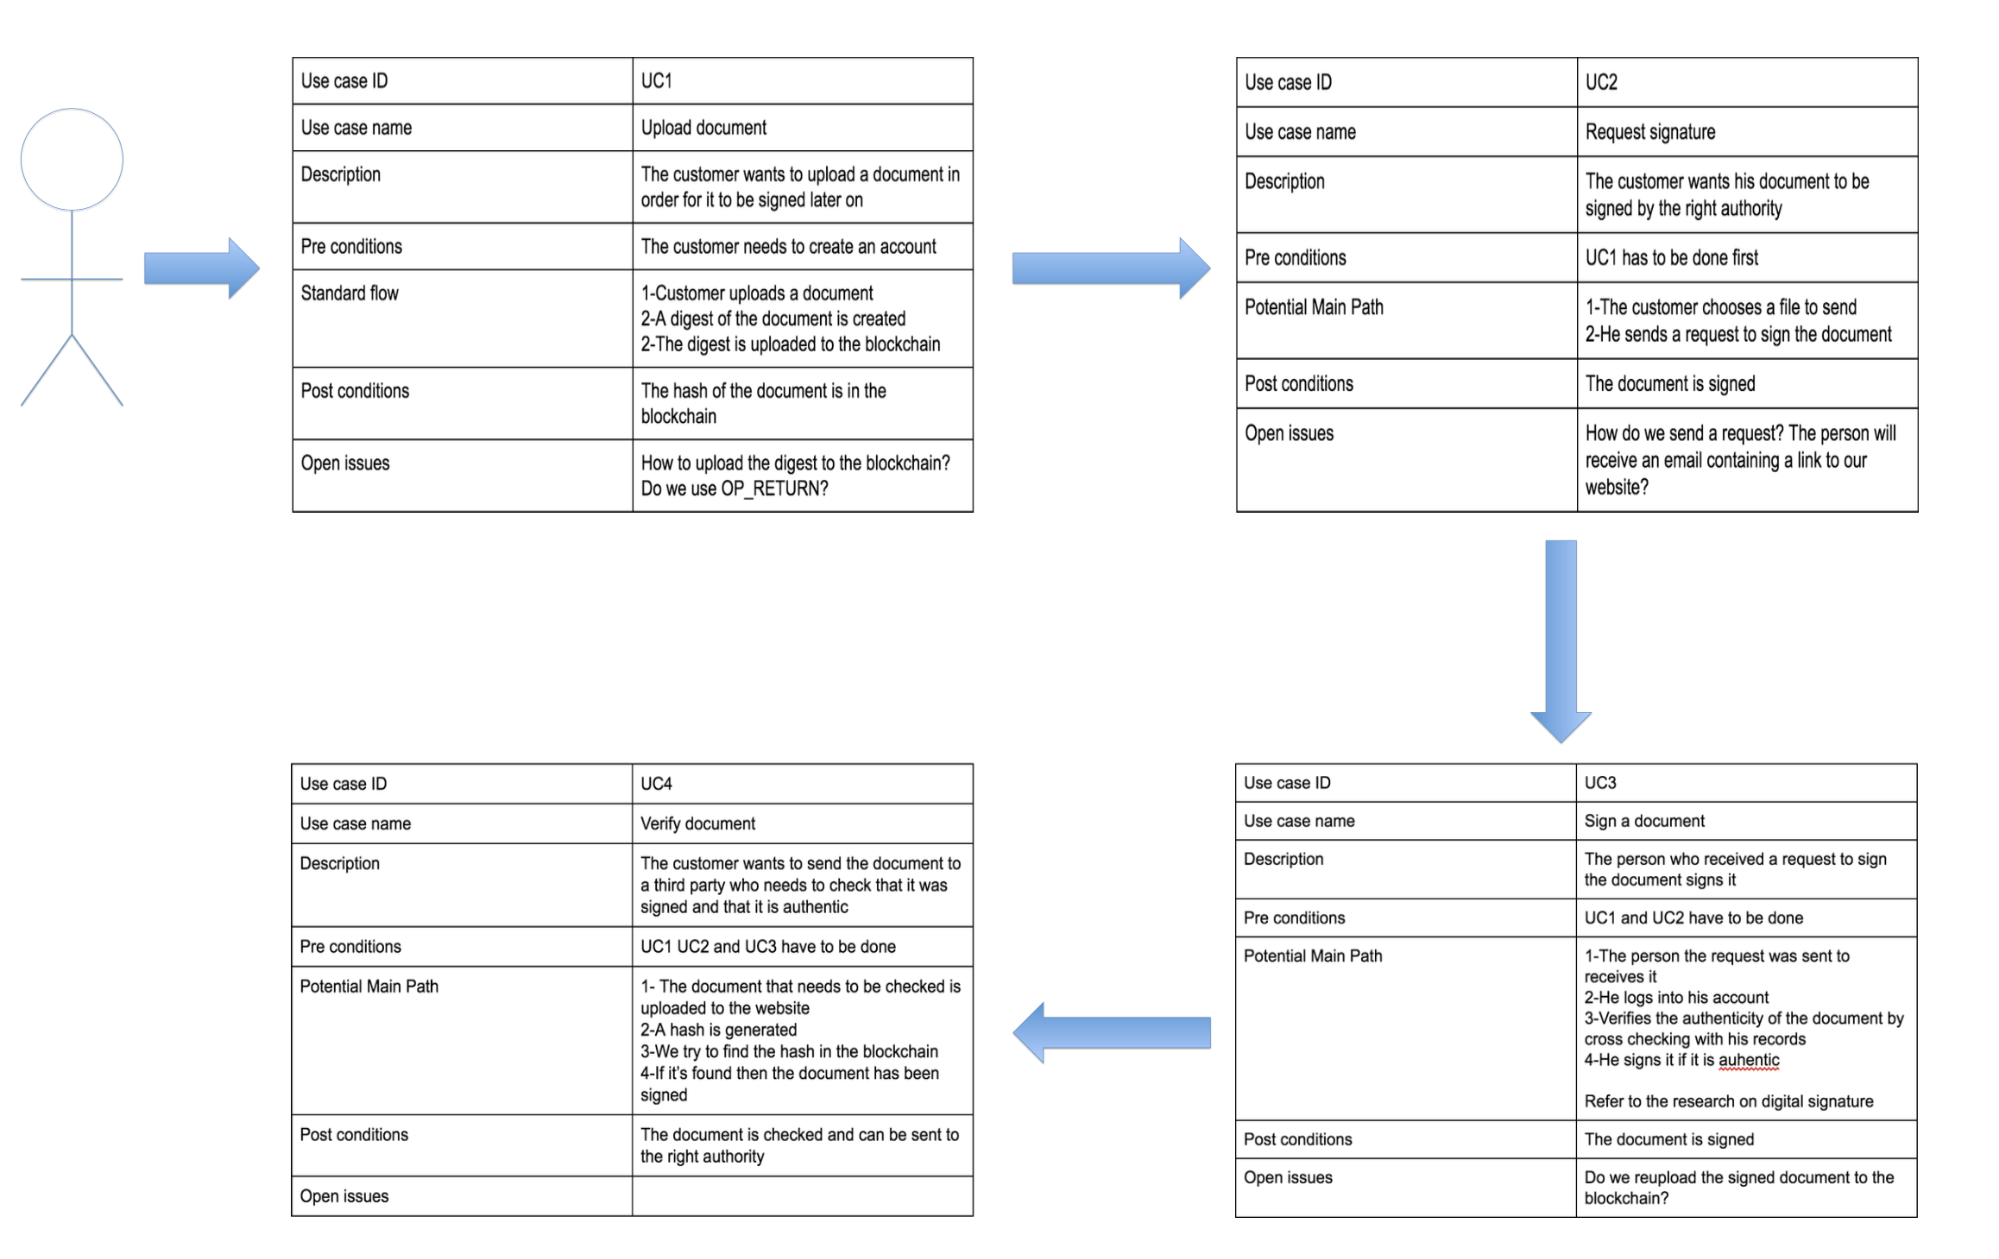 Use case ID
UC1
Use case name
Upload document
Description
The customer wants to upload a document in
order for it to be signed later on
Pre conditions
The customer needs to create an account
Standard flow
1-Customer uploads a document
2-A digest of the document is created
2-The digest is uploaded to the blockchain
Post conditions
The hash of the document is in the
blockchain
Open issues
How to upload the digest to the blockchain?
Do we use OP_RETURN?
Use case ID
UC2
Use case name
Request signature
Description
The customer wants his document to be
signed by the right authority
Pre conditions
UC1 has to be done first
Potential Main Path
1-The customer chooses a file to send
2-He sends a request to sign the document
Post conditions
The document is signed
Open issues
How do we send a request? The person will
receive an email containing a link to our
website?
Use case ID
UC3
Use case name
Sign a document
Description
The person who received a request to sign
the document signs it
Pre conditions
UC1 and UC2 have to be done
Potential Main Path
1-The person the request was sent to
receives it
2-He logs into his account
3-Verifies the authenticity of the document by
cross checking with his records
4-He signs it if it is auhentic
Refer to the research on digital signature
Post conditions
The document is signed
Open issues
Do we reupload the signed document to the
blockchain?
Use case ID
UC4
Use case name
Verify document
Description
The customer wants to send the document to
a third party who needs to check that it was
signed and that it is authentic
Pre conditions
UC1 UC2 and UC3 have to be done
Potential Main Path
1- The document that needs to be checked is
uploaded to the website
2-A hash is generated
3-We try to find the hash in the blockchain
4-If it's found then the document has been
signed
Post conditions
The document is checked and can be sent to
the right authority
Open issues